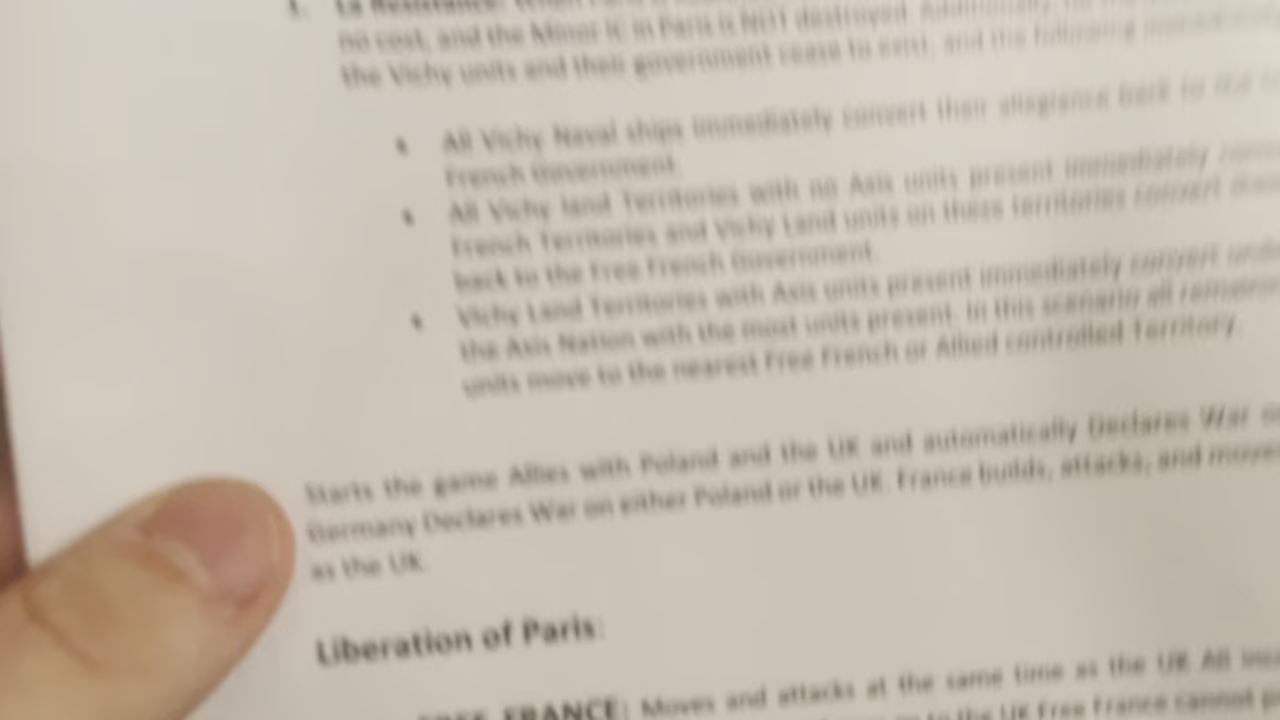 1. La Resistance: When Paris is
no cost, and the Minor IC in Paris is NOT destroyed. Additionally,
the Vichy units and their government cease to exist, and the following
• All Vichy Naval ships immediately convert their allegiance back to the
French Government.
• All Vichy land Territories with no Axis units present immediately
French Territories and Vichy Land units on these territories convert
back to the Free French Government.
• Vichy Land Territories with Axis units present immediately convert
the Axis Nation with the most units present. In this scenario all
units move to the nearest Free French or Allied controlled Territory.
Starts the game Allies with Poland and the UK and automatically Declares War
Germany Declares War on either Poland or the UK. France builds, attacks, and
as the UK.
Liberation of Paris:
FRANCE: Moves and attacks at the same time as the UK All
to the UK Free France cannot